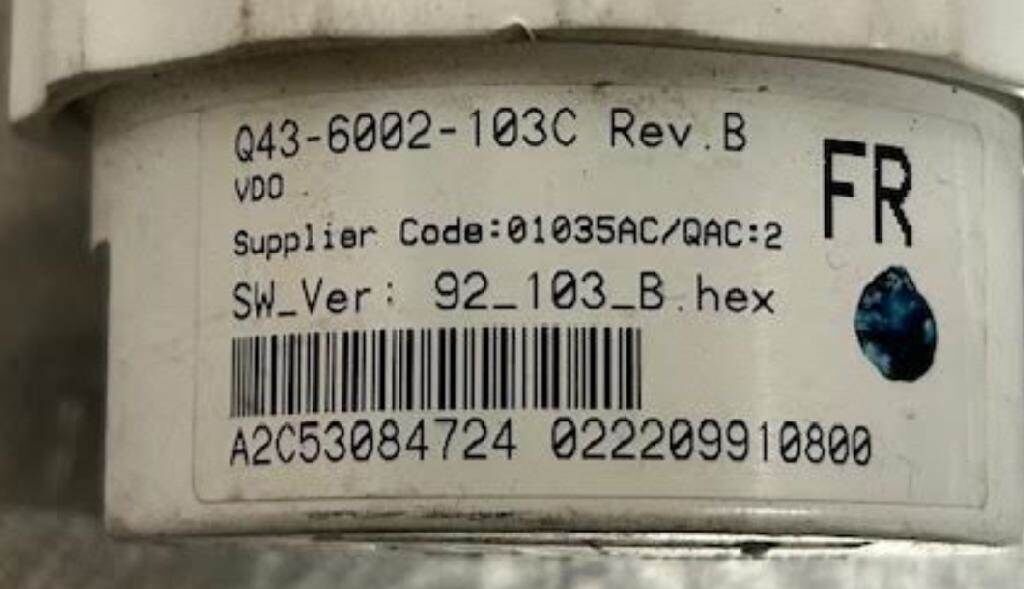 Q43-6002-103C Rev.B
VDO
FR
Supplier Code:01035AC/QAC:2
SW_Ver: 92_103_B.hex
A2C53084724 022209910800